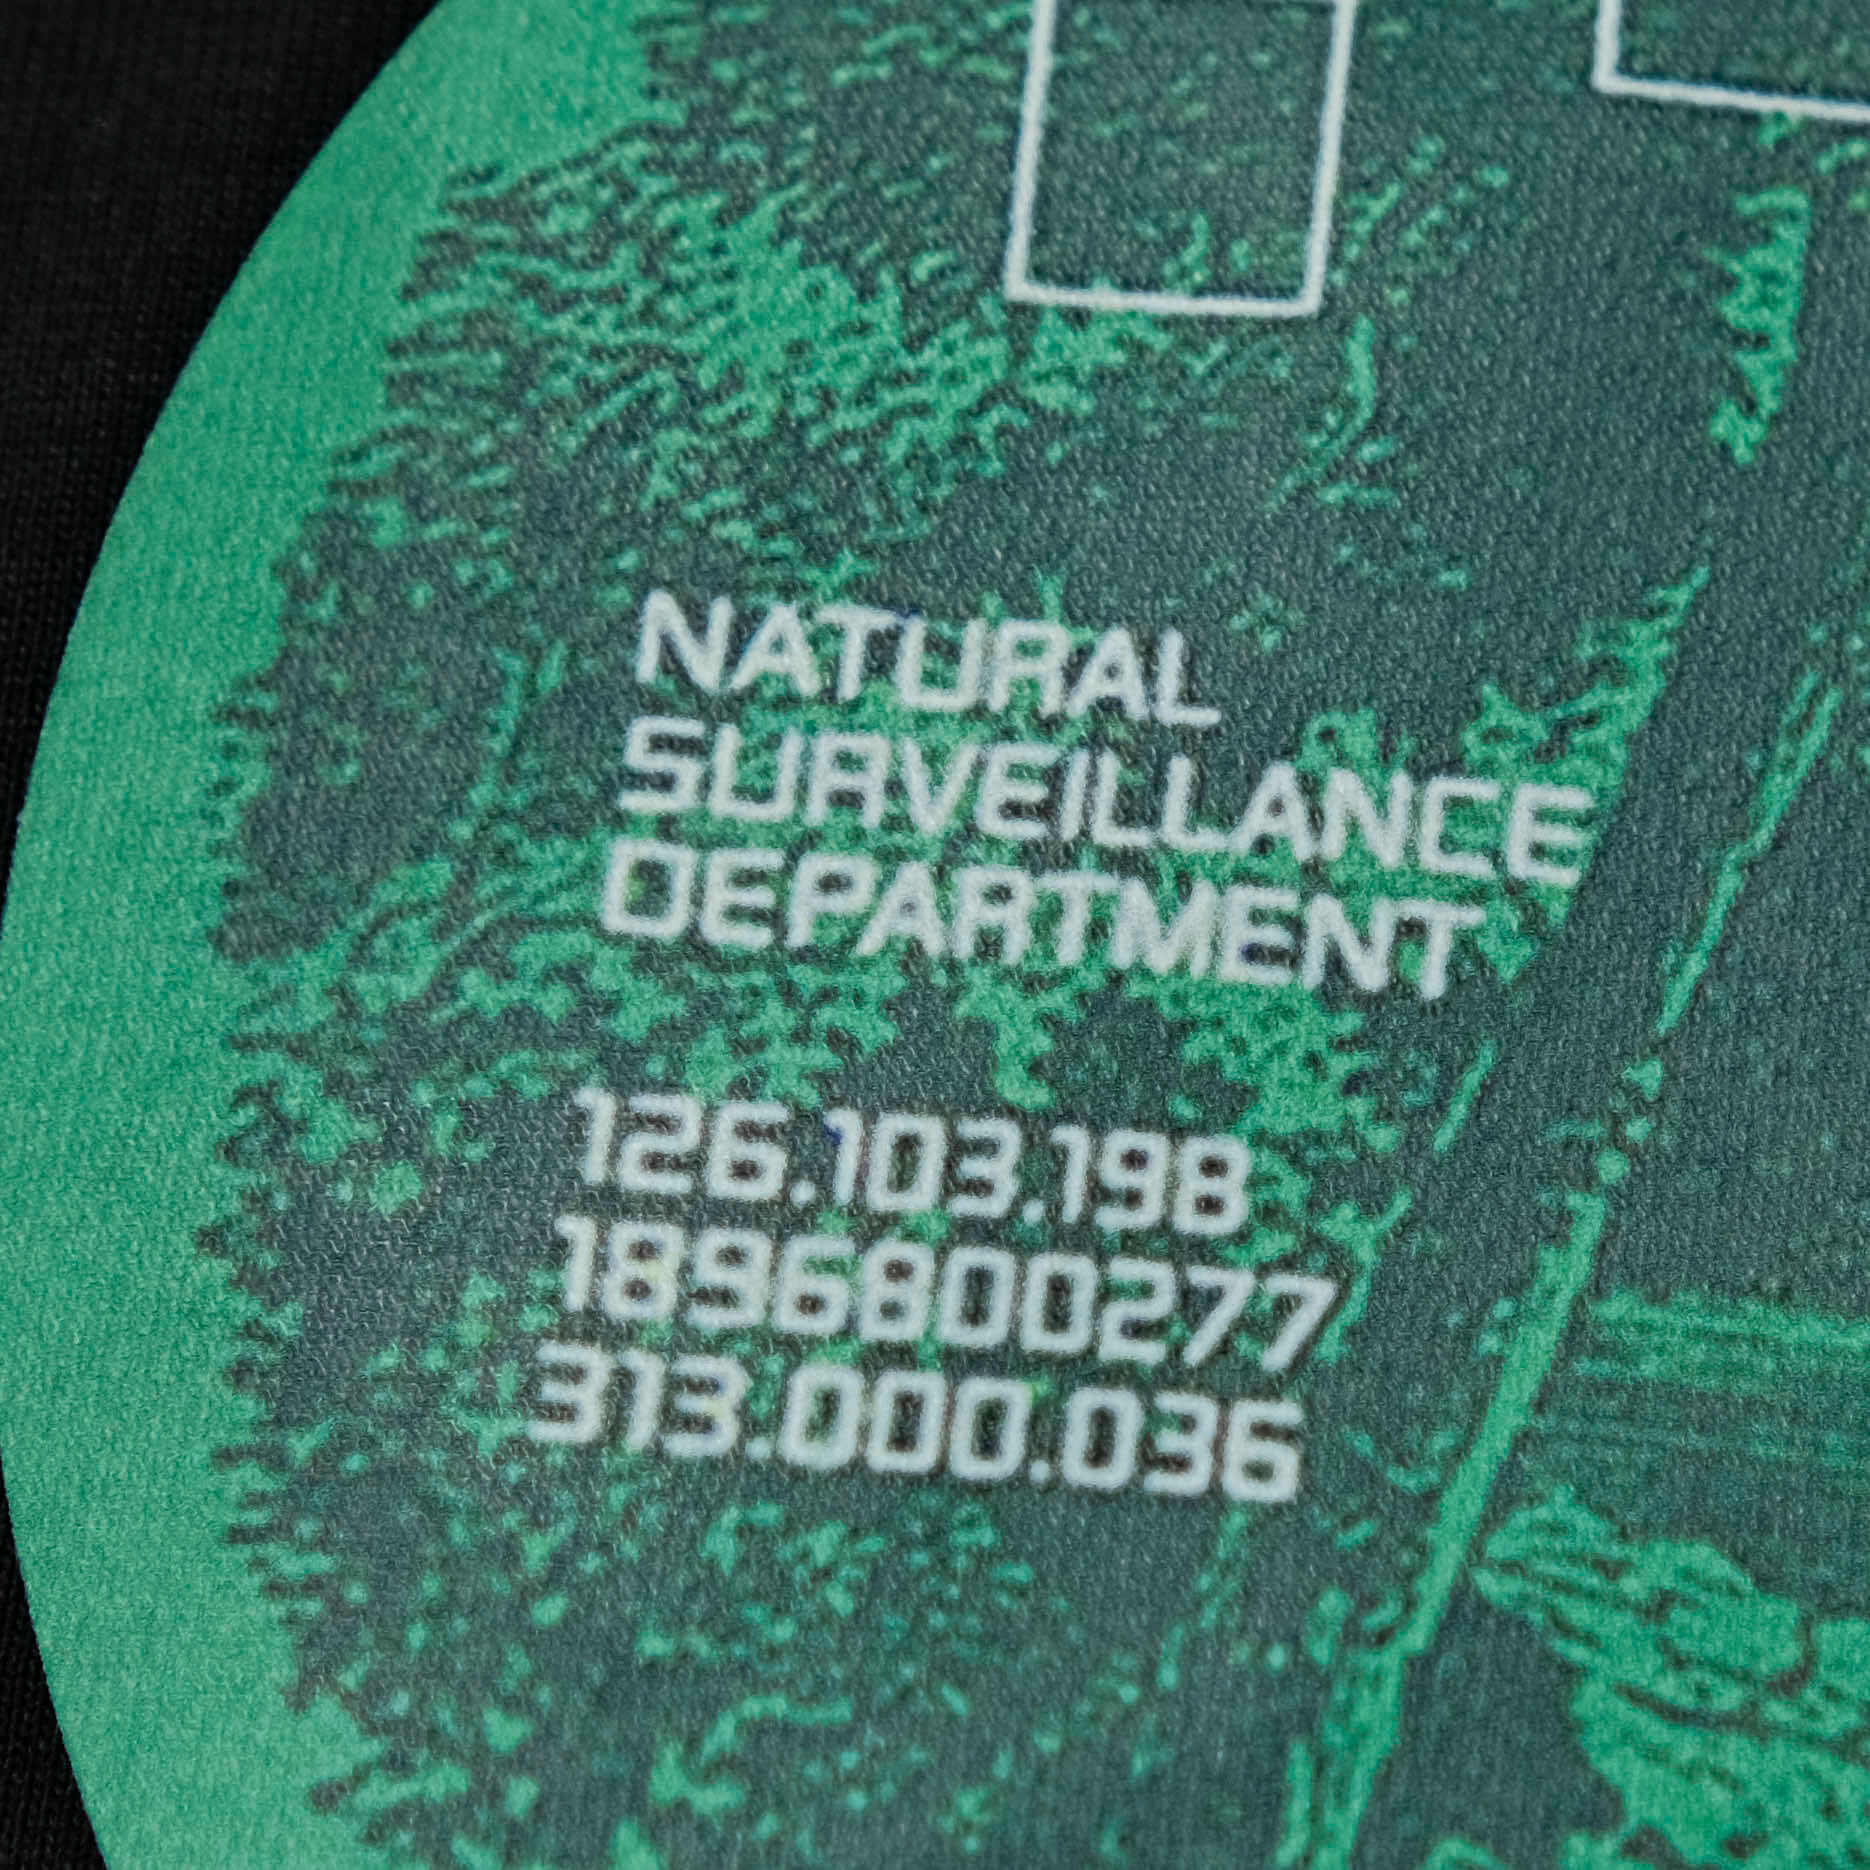 NATURAL
SURVEILLANCE
DEPARTMENT
126.103.198
1896800277
313.000.036